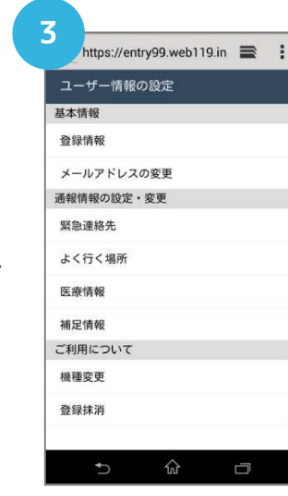 3
https://entry99.web119.in
ユーザー情報の設定
基本情報
登録情報
メールアドレスの変更
通報情報の設定・変更
緊急連絡先
よく行く場所
医療情報
補足情報
ご利用について
機種変更
登録抹消